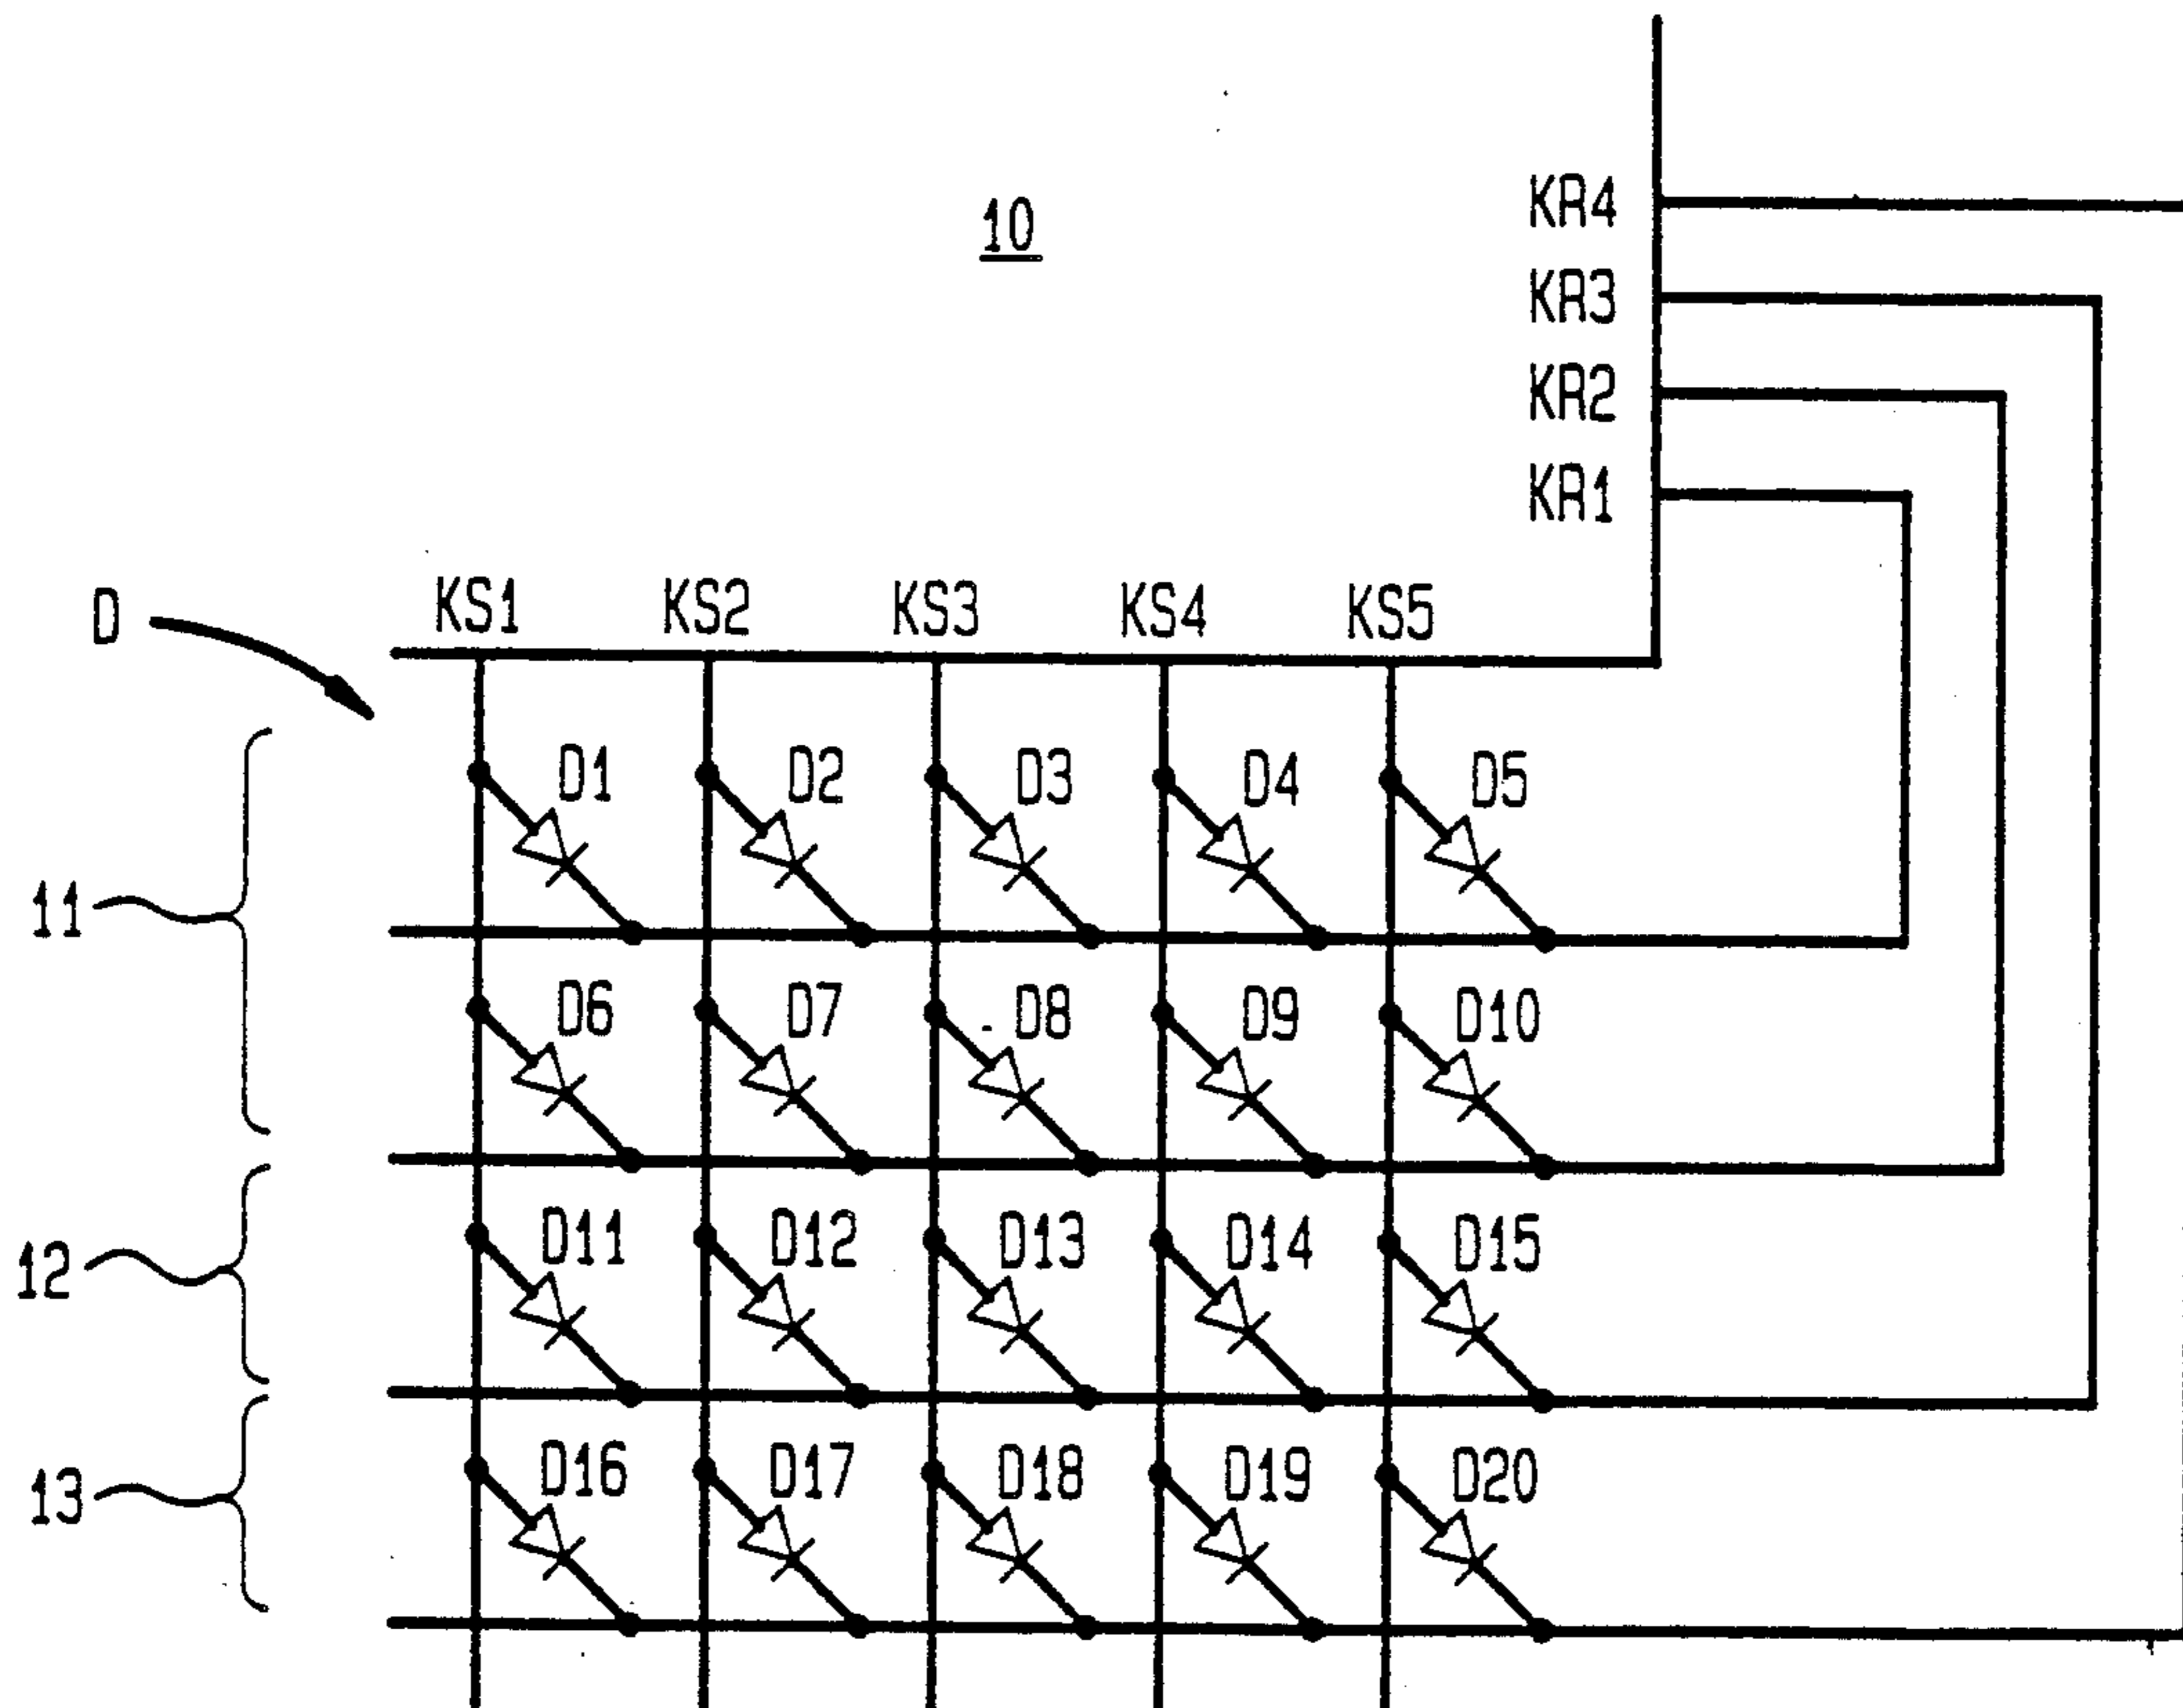 10
KR4
KR3
KR2
KR1
D
KS1 KS2 KS3 KS4 KS5
D1 D2 D3 D4 D5
11
D6 D7 D8 D9 D10
12
D11 D12 D13 D14 D15
13
D16 D17 D18 D19 D20